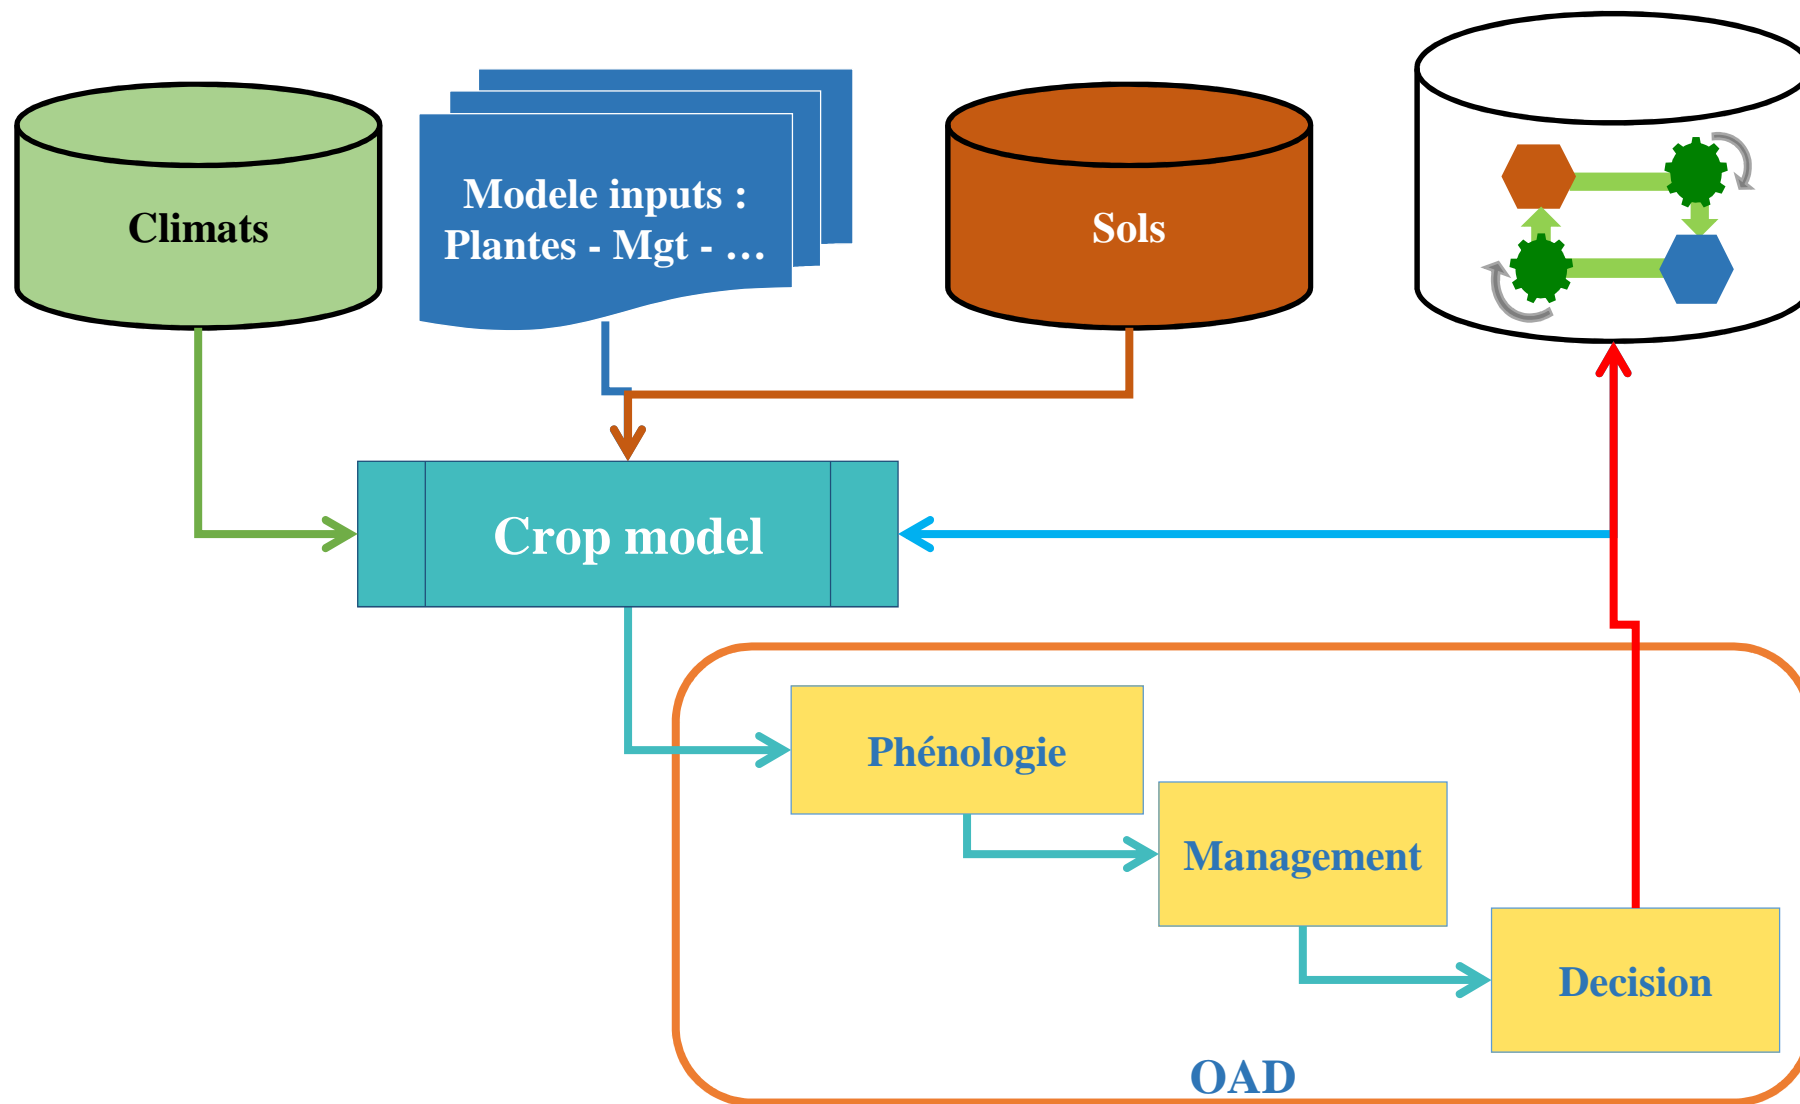 Climats
Modele inputs :
Plantes - Mgt - …
Sols
Crop model
Phénologie
Management
Decision
OAD